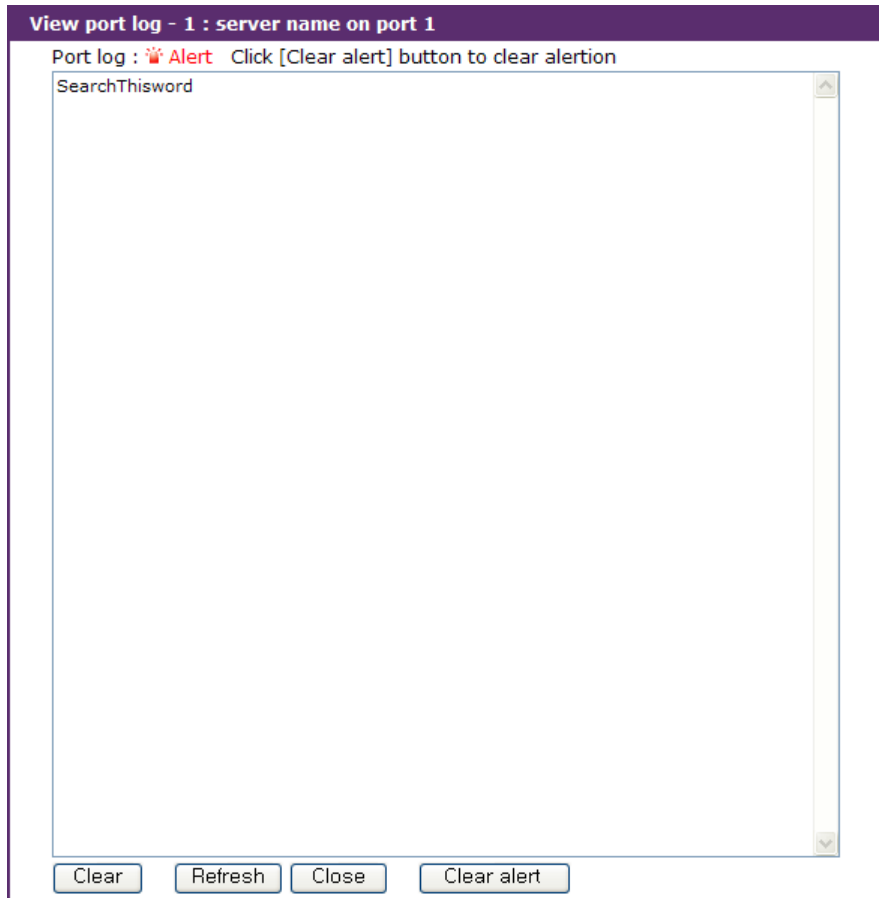 View port log - 1 : server name on port 1
Port log : Alert Click [Clear alert] button to clear alertion
SearchThisword
Clear Refresh Close Clear alert